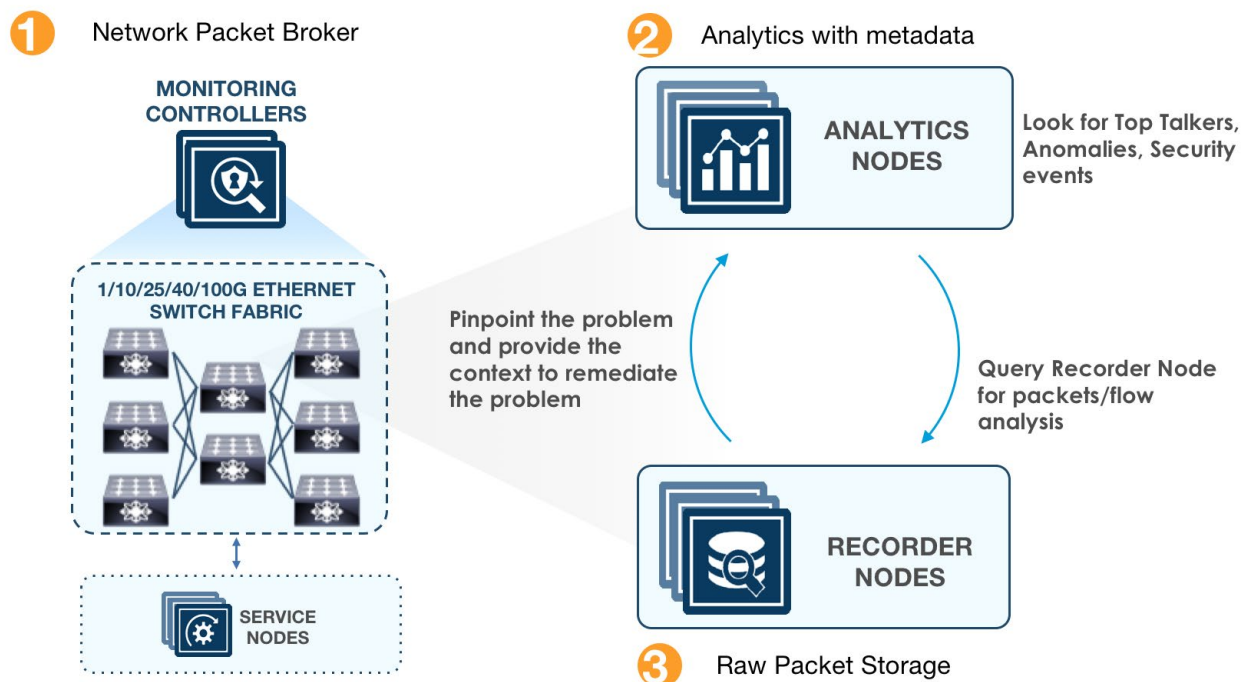 1 Network Packet Broker
MONITORING
CONTROLLERS
1/10/25/40/100G ETHERNET
SWITCH FABRIC
SERVICE
NODES
2 Analytics with metadata
ANALYTICS
NODES
Look for Top Talkers,
Anomalies, Security
events
Pinpoint the problem
and provide the
context to remediate
the problem
Query Recorder Node
for packets/flow
analysis
RECORDER
NODES
3 Raw Packet Storage